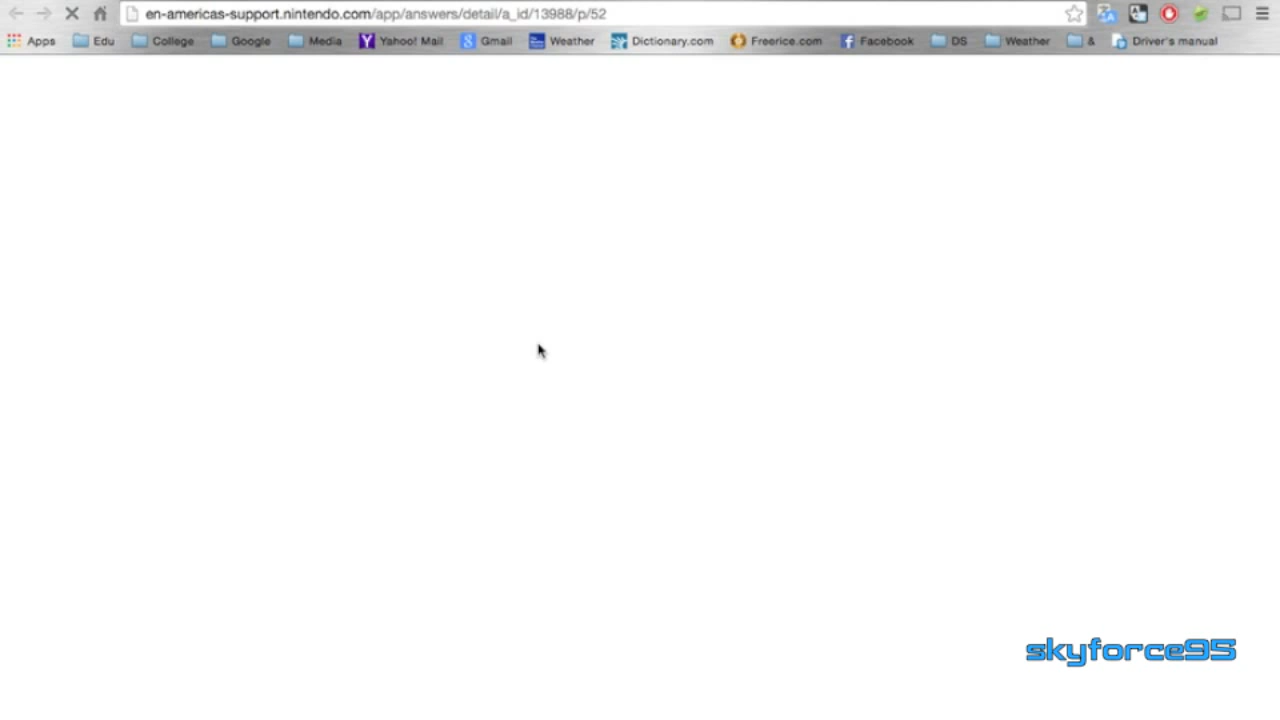 en-americas-support.nintendo.com/app/answers/detail/a_id/13988/p/52
Apps Edu College Google Media Yahoo! Mail Gmail Weather Dictionary.com Freerice.com Facebook DS Weather & Driver's manual
skyforce95